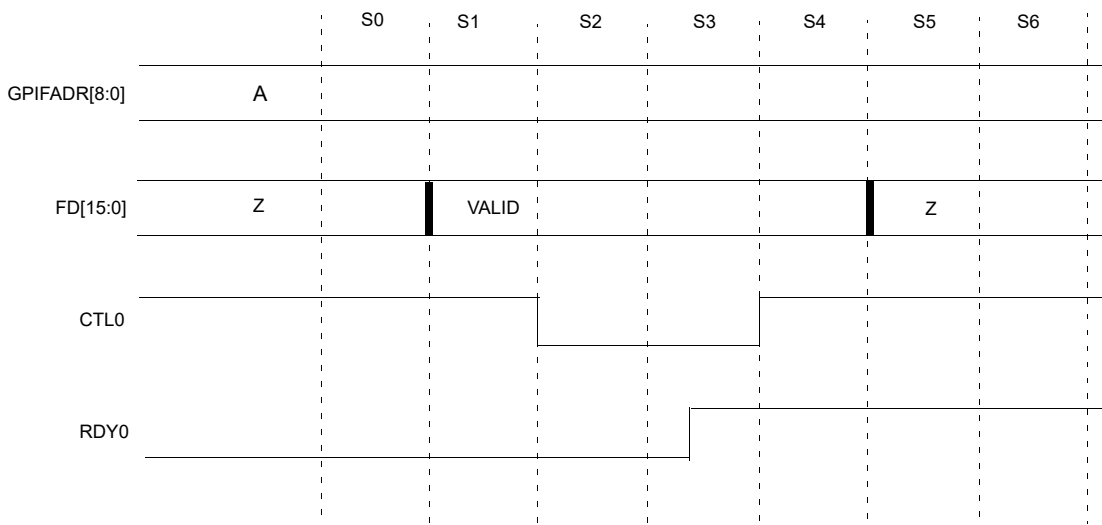 S0 S1 S2 S3 S4 S5 S6
GPIFADR[8:0] A
FD[15:0] Z VALID Z
CTL0
RDY0